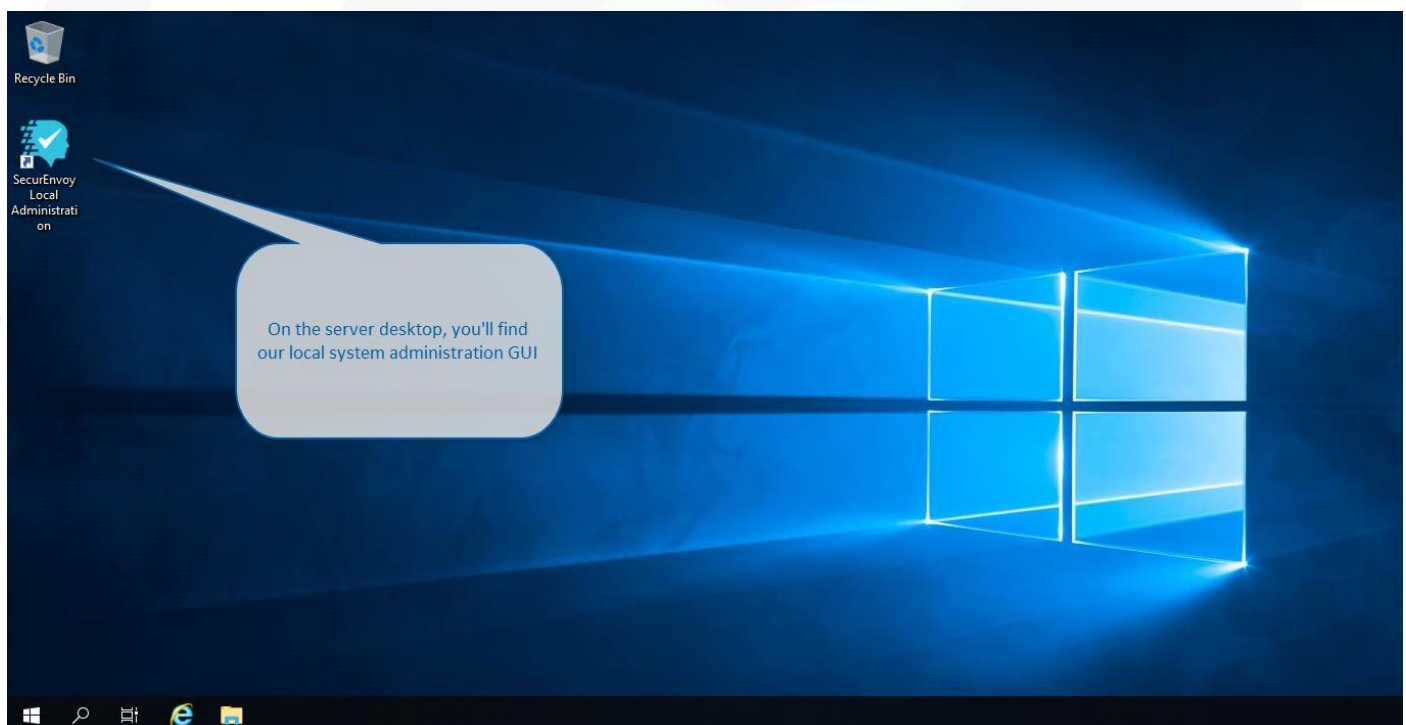 Recycle Bin
SecurEnvoy
Local
Administrati
on
On the server desktop, you'll find
our local system administration GUI